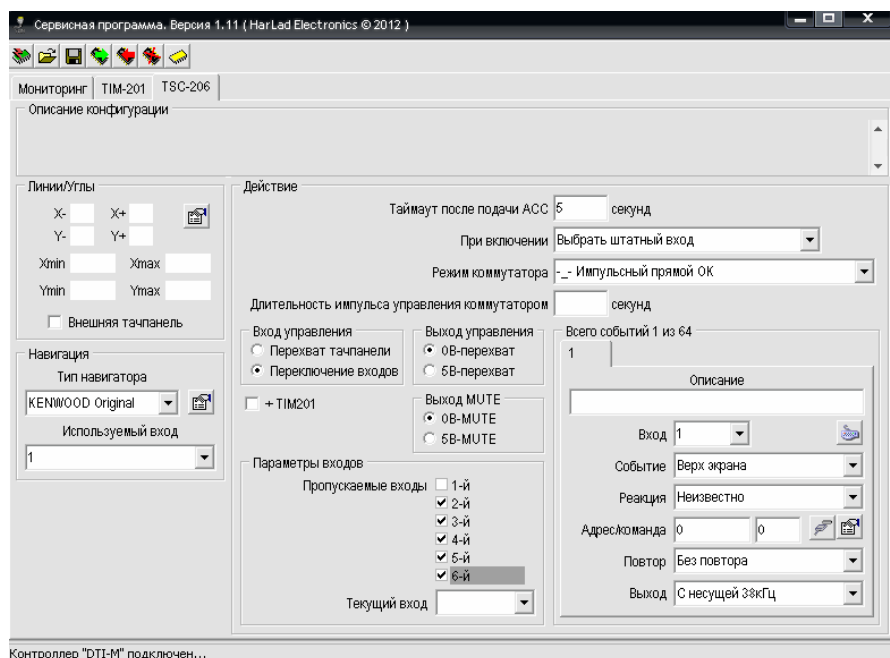 Сервисная программа. Версия 1.11 ( HarLad Electronics © 2012 )
Мониторинг TIM-201 TSC-206
Описание конфигурации
Линии/Углы
X- X+
Y- Y+
Xmin Xmax
Ymin Ymax
Внешняя тачпанель
Навигация
Тип навигатора
KENWOOD Original
Используемый вход
1
Действие
Таймаут после подачи ACC 5 секунд
При включении Выбрать штатный вход
Режим коммутатора -_- Импульсный прямой ОК
Длительность импульса управления коммутатором секунд
Вход управления
Перехват тачпанели
Переключение входов
+ TIM201
Выход управления
0В-перехват
5В-перехват
Выход MUTE
0В-MUTE
5В-MUTE
Параметры входов
Пропускаемые входы 1-й
2-й
3-й
4-й
5-й
6-й
Текущий вход
Всего событий 1 из 64
1
Описание
Вход 1
Событие Верх экрана
Реакция Неизвестно
Адрес/команда 0 0
Повтор Без повтора
Выход С несущей 38кГц
Контроллер "DTI-M" подключен...